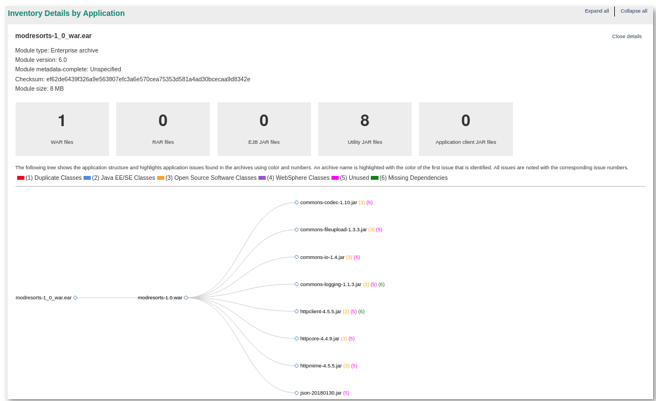 Inventory Details by Application
Expand all
Collapse all
modresorts-1_0_war.ear
Close details
Module type: Enterprise archive
Module version: 6.0
Module metadata-complete: Unspecified
Checksum: ef62de6439f326a9e563807efc3a6e570cea75353d581a4ad30bcecaa9d8342e
Module size: 8 MB
1
0
0
8
0
WAR files
RAR files
EJB JAR files
Utility JAR files
Application client JAR files
The following tree shows the application structure and highlights application issues found in the archives using color and numbers. An archive name is highlighted with the color of the first issue that is identified. All issues are noted with the corresponding issue numbers.
(1) Duplicate Classes (2) Java EE/SE Classes (3) Open Source Software Classes (4) WebSphere Classes (5) Unused (6) Missing Dependencies
commons-codec-1.10.jar (3) (5)
commons-fileupload-1.3.3.jar (3) (5)
commons-io-1.4.jar (3) (5)
commons-logging-1.1.3.jar (3) (5) (6)
modresorts-1_0_war.ear
modresorts-1.0.war
httpclient-4.5.5.jar (3) (5) (6)
httpcore-4.4.9.jar (3) (5)
httpmime-4.5.5.jar (3) (5)
json-20180130.jar (5)